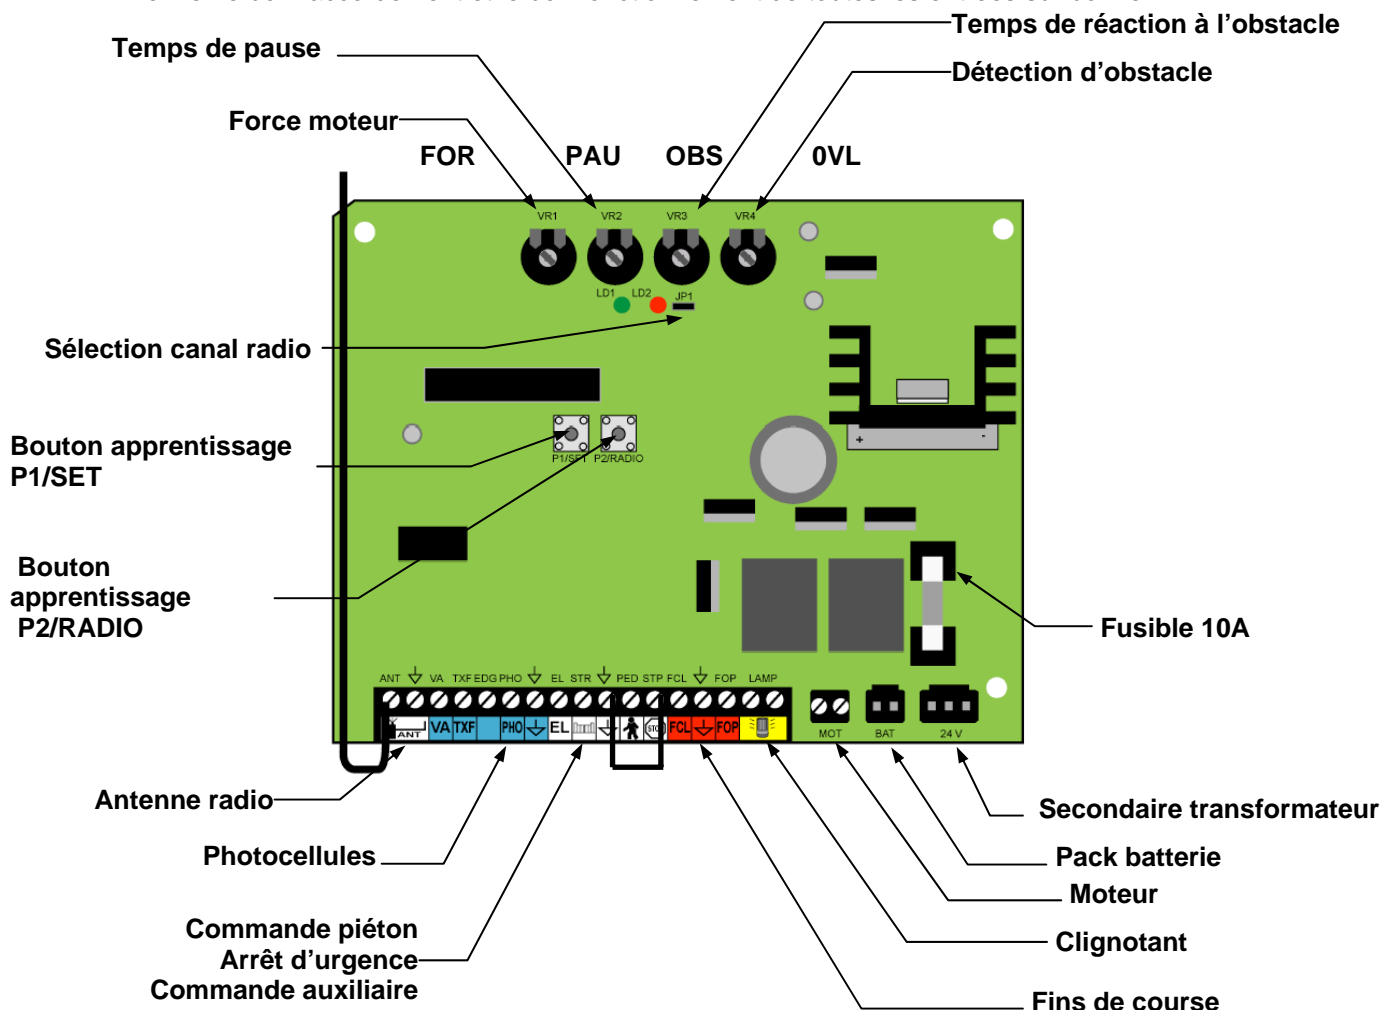 Temps de réaction à l'obstacle
Temps de pause
Détection d'obstacle
Force moteur
FOR PAU OBS 0VL
VR1 VR2 VR3 VR4
LD1 LD2 JP1
Sélection canal radio
Bouton apprentissage
P1/SET
P1/SET P2/RADIO
+ -
Bouton
apprentissage
P2/RADIO
Fusible 10A
ANT VA TXF EDG PHO EL STR PED STP FCL FOP LAMP
ANT VA TXF PHO EL STOP FCL FOP
MOT BAT 24 V
Antenne radio
Secondaire transformateur
Photocellules
Pack batterie
Moteur
Commande piéton
Arrêt d'urgence
Commande auxiliaire
Clignotant
Fins de course